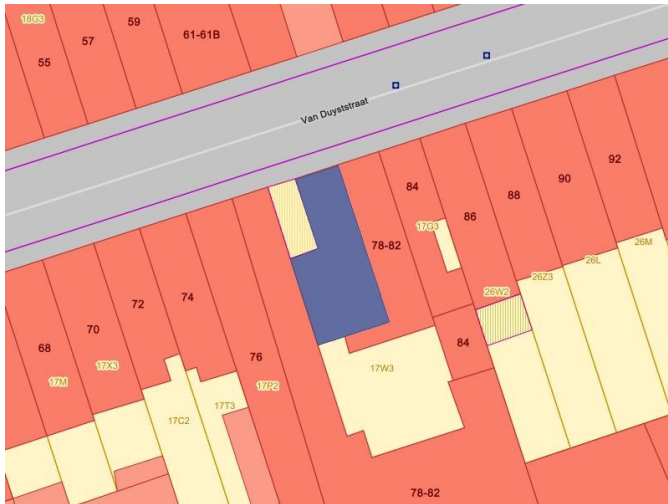 18G3
59
61-61B
57
55
Van Duyststraat
92
90
84
88
86
78-82
17G3
26M
26L
26Z3
26W2
74
72
70
68
84
76
17X3
17M
17W3
17P2
17T3
17C2
78-82